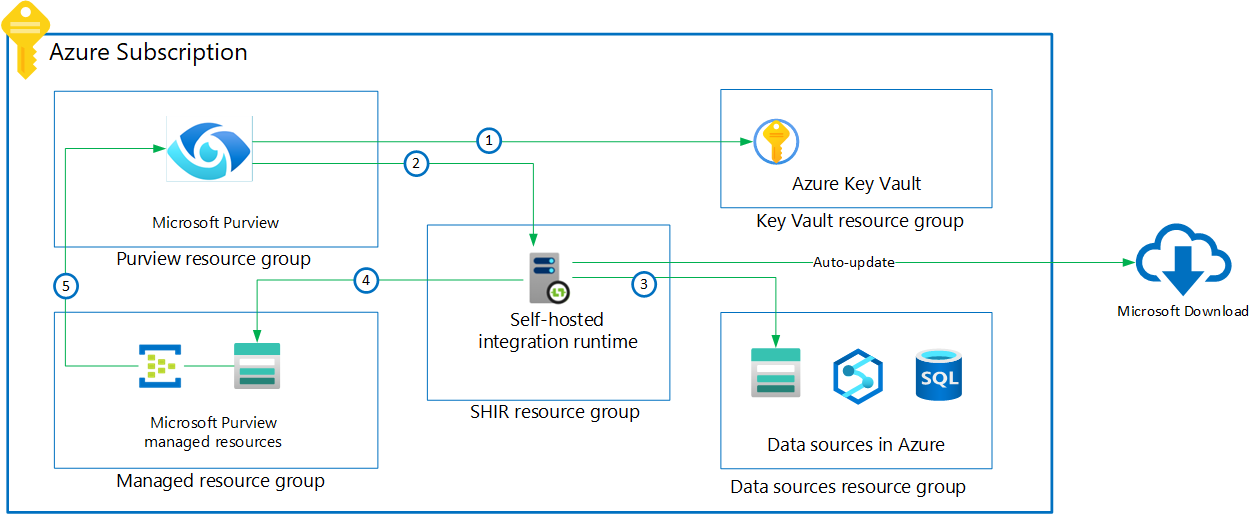 Azure Subscription
1
2
Azure Key Vault
Microsoft Purview
Key Vault resource group
Purview resource group
Auto-update
5
4
3
Microsoft Download
Self-hosted
integration runtime
SQL
SHIR resource group
Microsoft Purview
managed resources
Data sources in Azure
Managed resource group
Data sources resource group